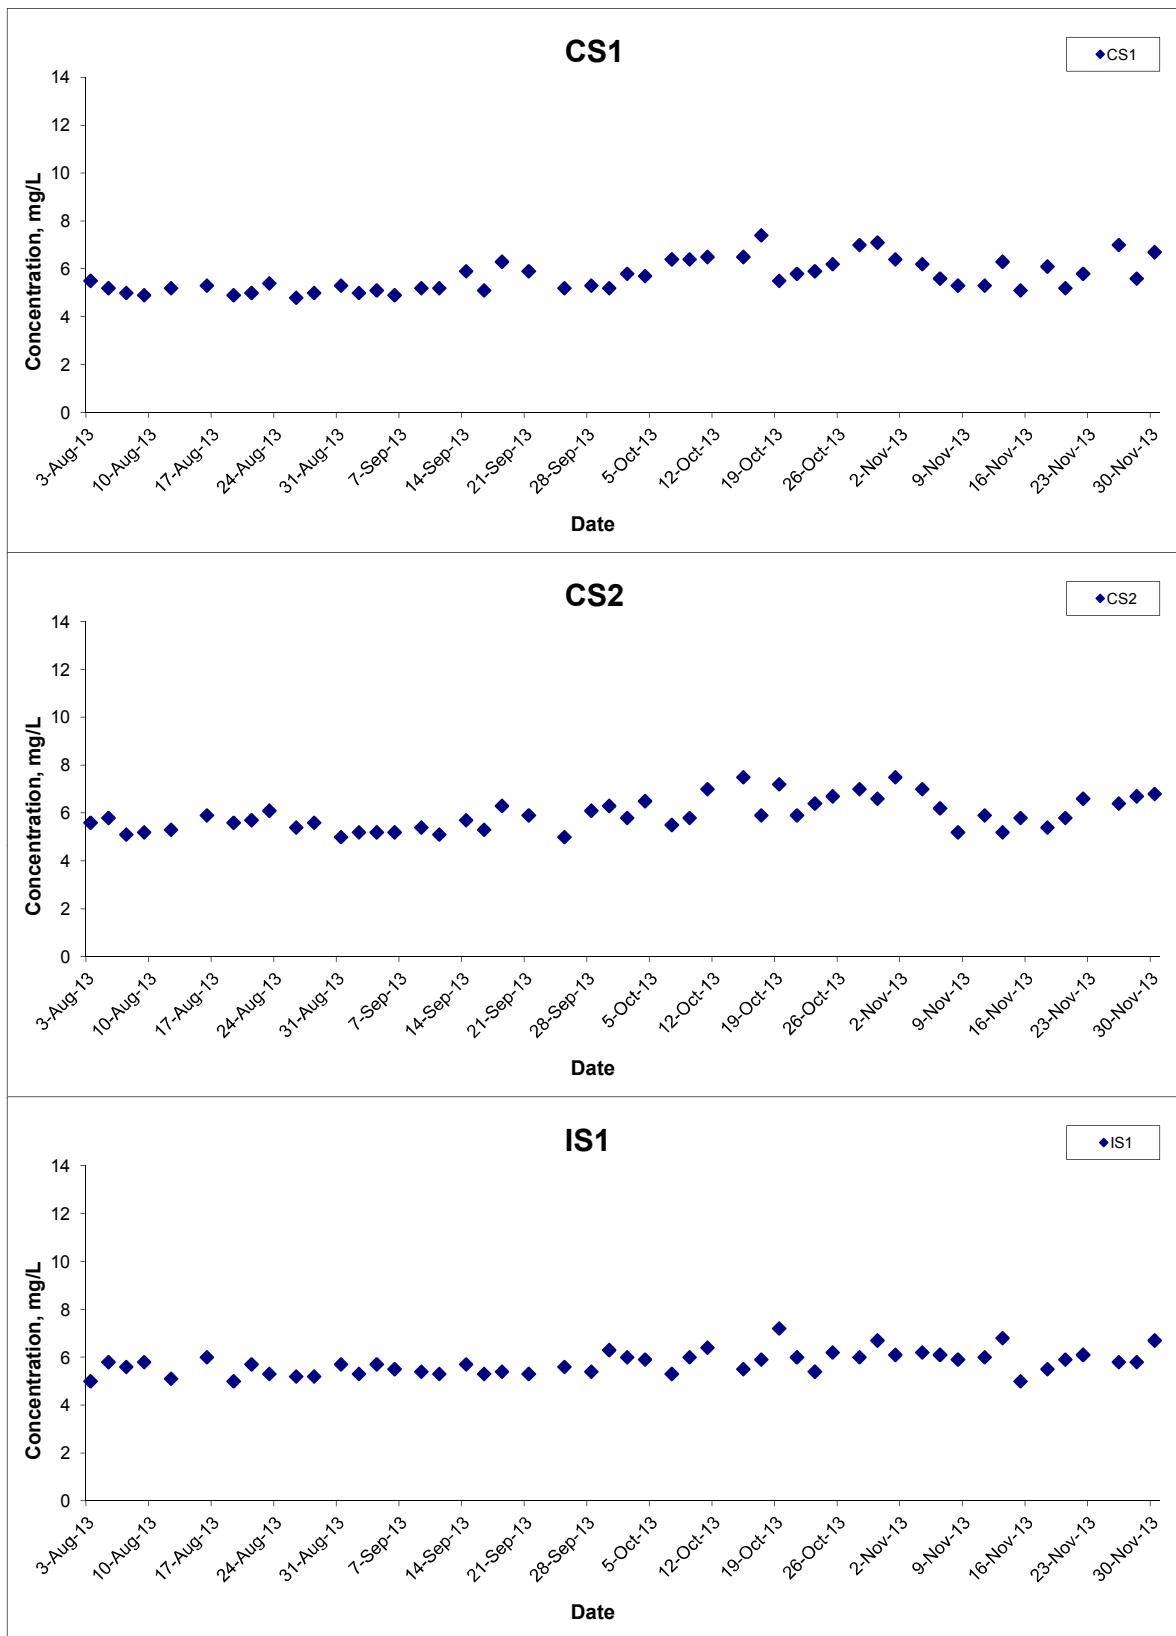 CS1
CS1
14
12
10
8
6
4
2
0
Concentration, mg/L
3-Aug-13
10-Aug-13
17-Aug-13
24-Aug-13
31-Aug-13
7-Sep-13
14-Sep-13
21-Sep-13
28-Sep-13
5-Oct-13
12-Oct-13
19-Oct-13
26-Oct-13
2-Nov-13
9-Nov-13
16-Nov-13
23-Nov-13
30-Nov-13
Date
CS2
CS2
14
12
10
8
6
4
2
0
Concentration, mg/L
3-Aug-13
10-Aug-13
17-Aug-13
24-Aug-13
31-Aug-13
7-Sep-13
14-Sep-13
21-Sep-13
28-Sep-13
5-Oct-13
12-Oct-13
19-Oct-13
26-Oct-13
2-Nov-13
9-Nov-13
16-Nov-13
23-Nov-13
30-Nov-13
Date
IS1
IS1
14
12
10
8
6
4
2
0
Concentration, mg/L
3-Aug-13
10-Aug-13
17-Aug-13
24-Aug-13
31-Aug-13
7-Sep-13
14-Sep-13
21-Sep-13
28-Sep-13
5-Oct-13
12-Oct-13
19-Oct-13
26-Oct-13
2-Nov-13
9-Nov-13
16-Nov-13
23-Nov-13
30-Nov-13
Date